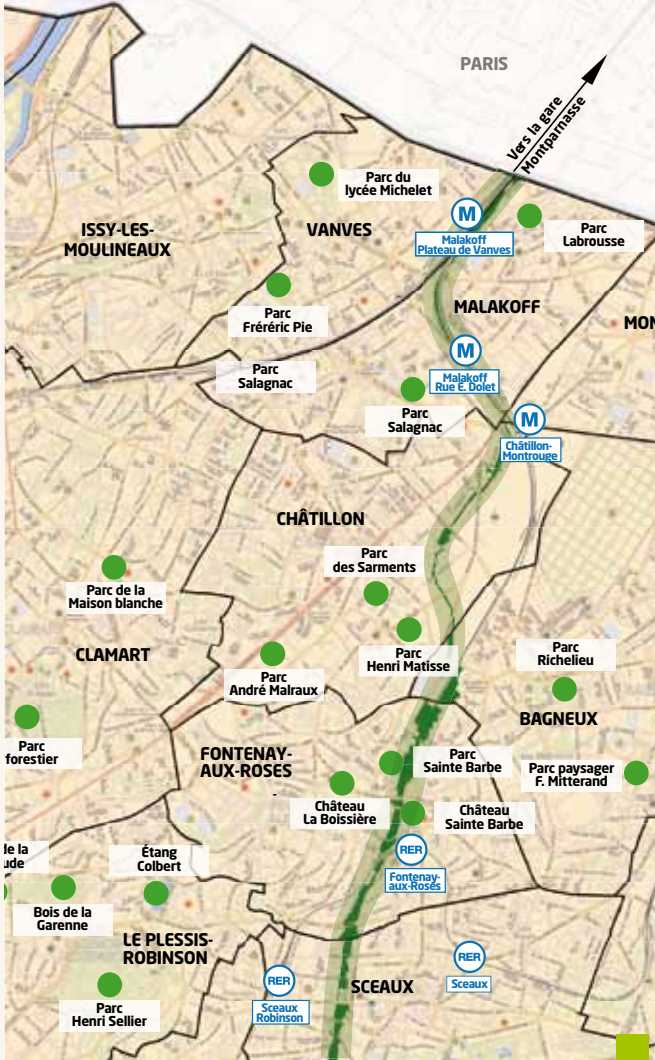 PARIS
Vers la gare
Montparnasse
Parc du
lycée Michelet
M
Malakoff
Plateau de Vanves
Parc
Labrousse
ISSY-LES-
MOULINEAUX
VANVES
Parc
Fréréric Pie
MALAKOFF
MON
Parc
Salagnac
M
Malakoff
Rue E. Dolet
Parc
Salagnac
M
Châtillon-
Montrouge
CHÂTILLON
Parc
des Sarments
Parc de la
Maison blanche
CLAMART
Parc
André Malraux
Parc
Henri Matisse
Parc
Richelieu
BAGNEUX
Parc
forestier
FONTENAY-
AUX-ROSES
Parc
Sainte Barbe
Parc paysager
F. Mitterand
Château
La Boissière
Château
Sainte Barbe
RER
Fontenay-
aux-Roses
de la
ude
Étang
Colbert
Bois de la
Garenne
LE PLESSIS-
ROBINSON
Parc
Henri Sellier
RER
Sceaux
Robinson
SCEAUX
RER
Sceaux